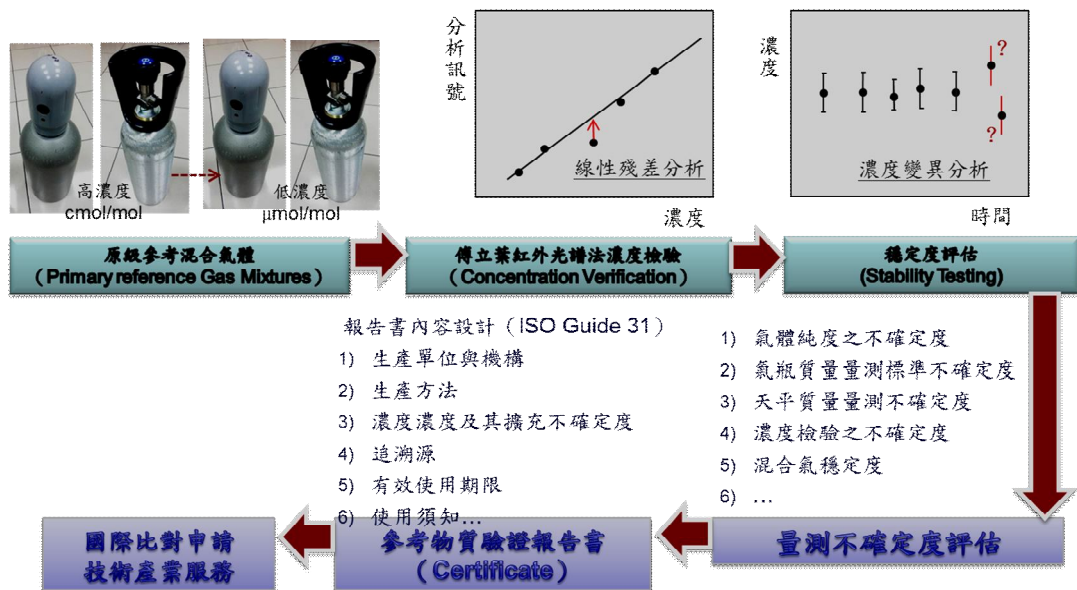 高濃度
cmol/mol
低濃度
μmol/mol
分析訊號
線性殘差分析
濃度
濃度
?
?
濃度變異分析
時間
原級參考混合氣體
（Primary reference Gas Mixtures）
傅立葉紅外光譜法濃度檢驗
（Concentration Verification）
穩定度評估
(Stability Testing)
報告書內容設計（ISO Guide 31）
1) 生產單位與機構
2) 生產方法
3) 濃度濃度及其擴充不確定度
4) 追溯源
5) 有效使用期限
6) 使用須知…
1) 氣體純度之不確定度
2) 氣瓶質量量測標準不確定度
3) 天平質量量測不確定度
4) 濃度檢驗之不確定度
5) 混合氣穩定度
6) …
國際比對申請
技術產業服務
參考物質驗證報告書
（Certificate）
量測不確定度評估